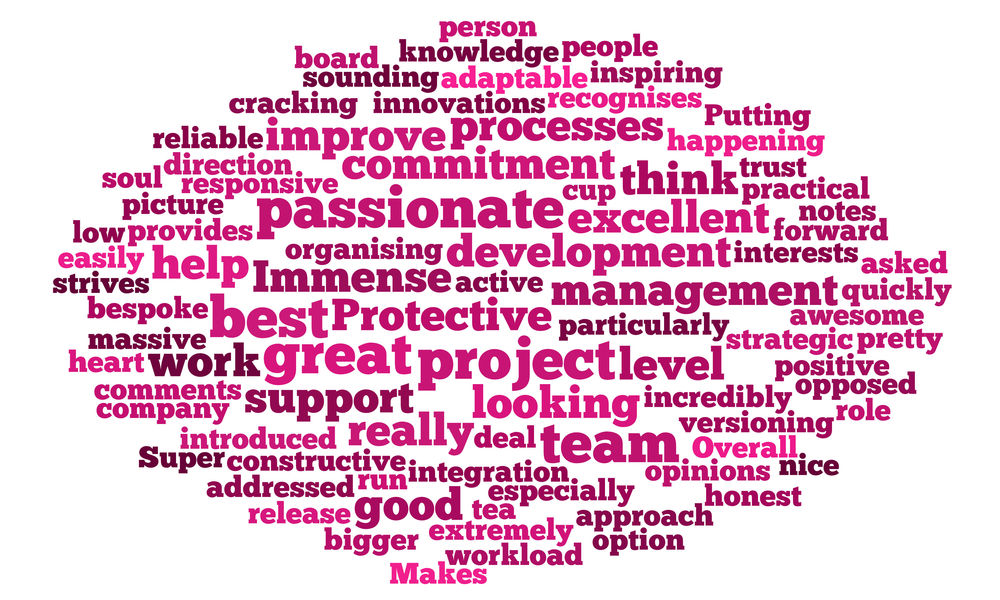 person
board knowledge people
sounding adaptable inspiring
cracking innovations recognises Putting
reliable improve processes happening
direction commitment think trust
soul responsive cup practical
picture passionate excellent notes
low provides organising development interests forward
easily help Immense active asked
strives management quickly
bespoke best Protective particularly awesome
massive great project level strategic pretty
heart work positive
comments support looking incredibly opposed
company versioning role
introduced really deal team Overall
Super constructive integration opinions nice
addressed run especially honest
release good tea approach
bigger extremely option
workload
Makes